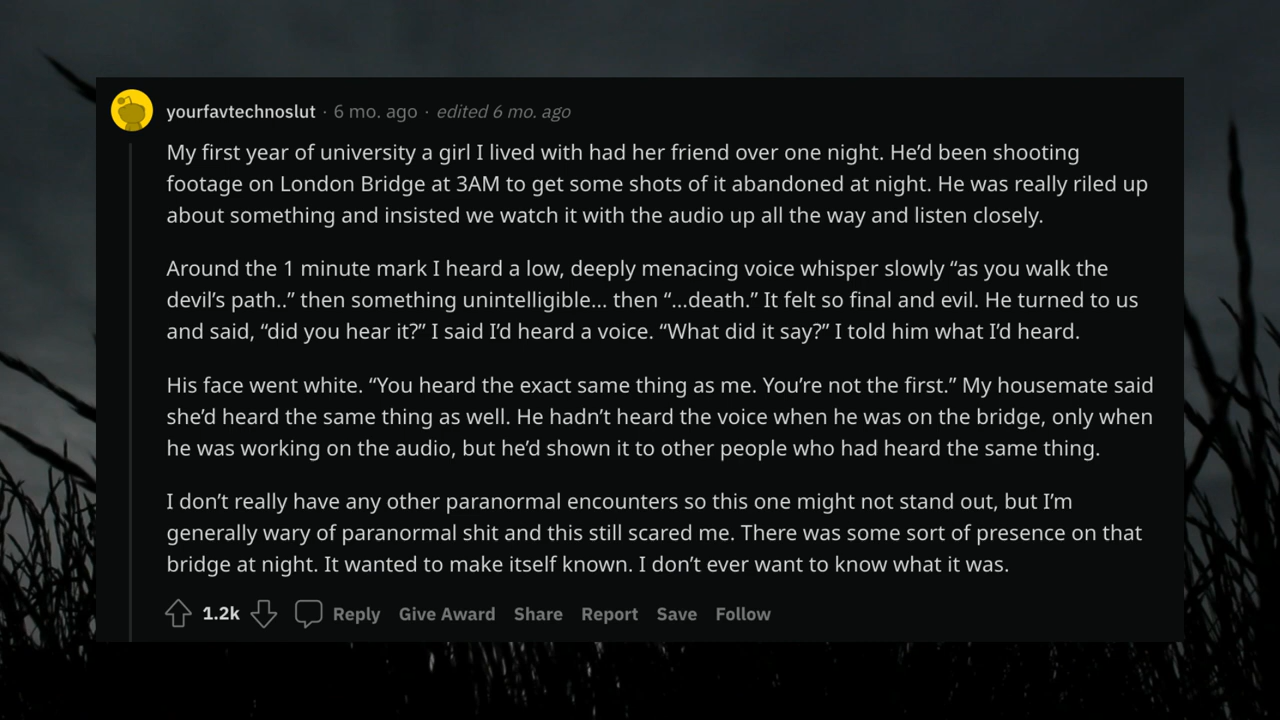 yourfavtechnoslut · 6 mo. ago · edited 6 mo. ago
My first year of university a girl I lived with had her friend over one night. He’d been shooting
footage on London Bridge at 3AM to get some shots of it abandoned at night. He was really riled up
about something and insisted we watch it with the audio up all the way and listen closely.
Around the 1 minute mark I heard a low, deeply menacing voice whisper slowly “as you walk the
devil’s path..” then something unintelligible... then “...death.” It felt so final and evil. He turned to us
and said, “did you hear it?” I said I’d heard a voice. “What did it say?” I told him what I’d heard.
His face went white. “You heard the exact same thing as me. You’re not the first.” My housemate said
she’d heard the same thing as well. He hadn’t heard the voice when he was on the bridge, only when
he was working on the audio, but he’d shown it to other people who had heard the same thing.
I don’t really have any other paranormal encounters so this one might not stand out, but I’m
generally wary of paranormal shit and this still scared me. There was some sort of presence on that
bridge at night. It wanted to make itself known. I don’t ever want to know what it was.
1.2k Reply Give Award Share Report Save Follow